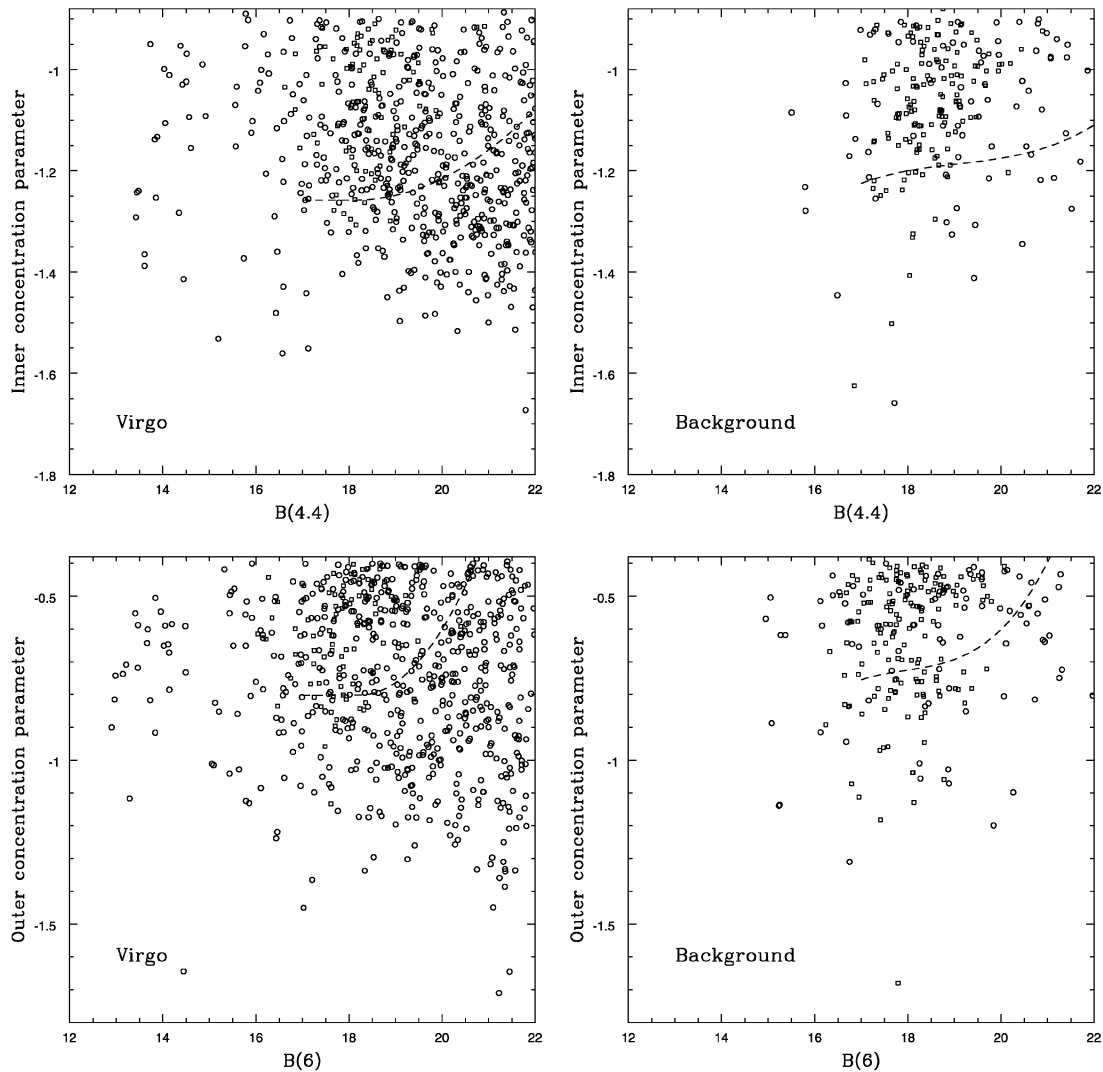 Inner concentration parameter
-1
-1.2
-1.4
-1.6
-1.8
Virgo
12 14 16 18 20 22
B(4.4)
Inner concentration parameter
-1
-1.2
-1.4
-1.6
-1.8
Background
12 14 16 18 20 22
B(4.4)
Outer concentration parameter
-0.5
-1
-1.5
Virgo
12 14 16 18 20 22
B(6)
Outer concentration parameter
-0.5
-1
-1.5
Background
12 14 16 18 20 22
B(6)